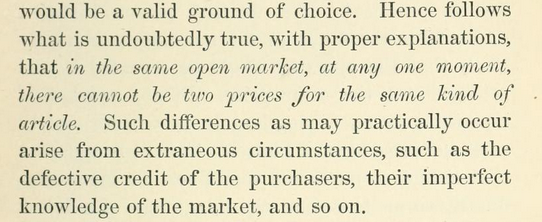 would be a valid ground of choice. Hence follows
what is undoubtedly true, with proper explanations,
that in the same open market, at any one moment,
there cannot be two prices for the same kind of
article. Such differences as may practically occur
arise from extraneous circumstances, such as the
defective credit of the purchasers, their imperfect
knowledge of the market, and so on.